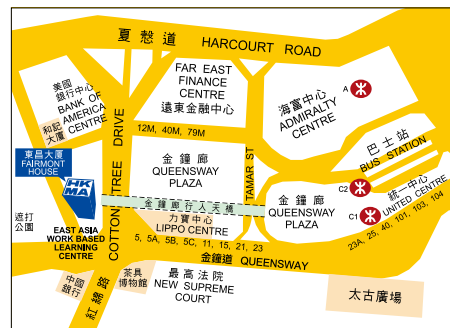 夏愨道 HARCOURT ROAD
美國
銀行中心
BANK OF
AMERICA
CENTRE
和記
大廈
東昌大廈
FAIRMONT
HOUSE
HK
MA
遮打
公園
EAST ASIA
WORK BASED
LEARNING
CENTRE
中國
銀行
COTTON TREE DRIVE
紅綿路
FAR EAST
FINANCE
CENTRE
遠東金融中心
12M, 40M, 79M
金鐘廊
QUEENSWAY
PLAZA
金鐘廊行人天橋
力寶中心
LIPPO CENTRE
5, 5A, 5B, 5C, 11, 15, 21, 23
金鐘道 QUEENSWAY
茶具
博物館
最高法院
NEW SUPREME
COURT
TAMAR ST
海富中心
ADMIRALTY
CENTRE
A
巴士站
BUS STATION
C2
金鐘廊
QUEENSWAY
PLAZA
C1
統一中心
UNITED CENTRE
23A, 25, 40, 101, 103, 104
太古廣場